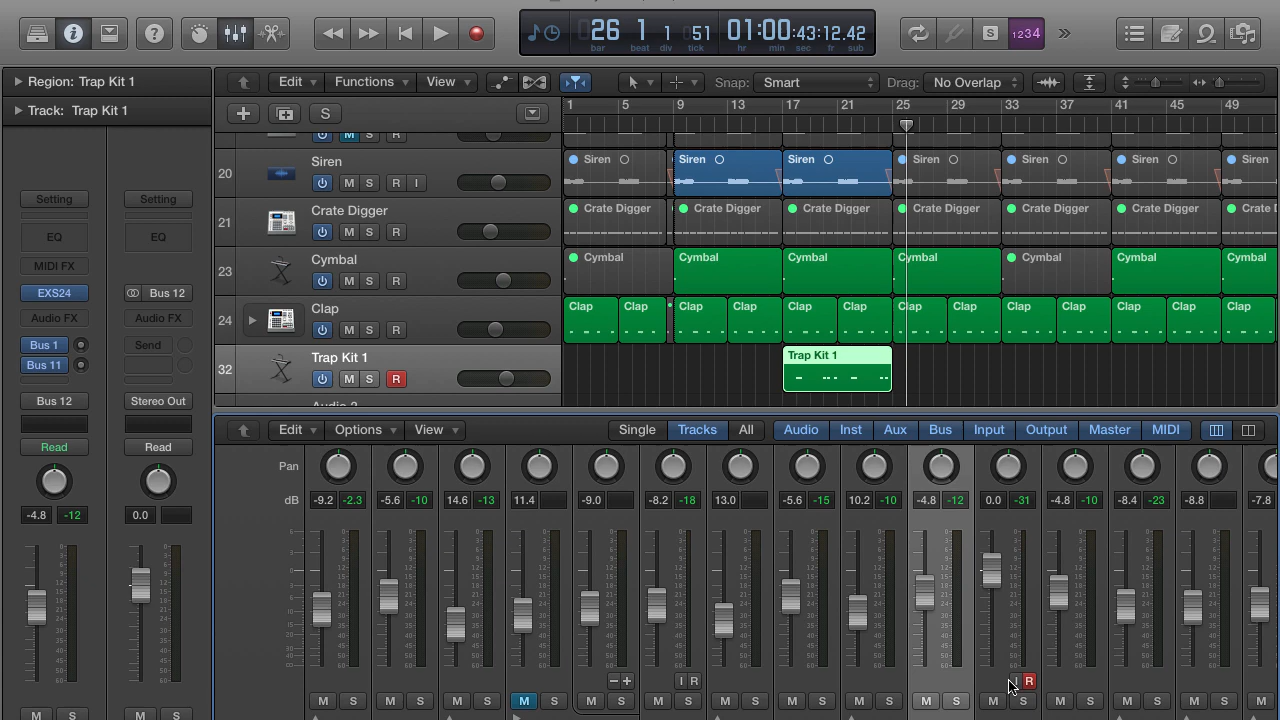 26 1 1 51 01:00:43:12.42
bar beat div tick hr min sec fr sub
S 1234
Region: Trap Kit 1
Track: Trap Kit 1
Edit Functions View Snap: Smart Drag: No Overlap
S 1 5 9 13 17 21 25 29 33 37 41 45 49
M S R
20 Siren M S R I Siren Siren Siren Siren Siren Siren Siren
21 Crate Digger M S R Crate Digger Crate Digger Crate Digger Crate Digger Crate Digger Crate Digger
23 Cymbal M S R Cymbal Cymbal Cymbal Cymbal Cymbal Cymbal Cymbal
24 Clap M S R Clap Clap Clap Clap Clap Clap Clap Clap Clap Clap Clap Clap Clap
32 Trap Kit 1 M S R Trap Kit 1
Setting Setting
EQ EQ
MIDI FX
EXS24 Bus 12
Audio FX Audio FX
Bus 1 Send
Bus 11
Bus 12 Stereo Out
Read Read
-4.8 -12 0.0
Edit Options View Single Tracks All Audio Inst Aux Bus Input Output Master MIDI
Pan
dB -9.2 -2.3 -5.6 -10 14.6 -13 11.4 -9.0 -8.2 -18 13.0 -5.6 -15 10.2 -10 -4.8 -12 0.0 -31 -4.8 -10 -8.4 -23 -8.8 -7.8
I R R
M S M S M S M S M S M S M S M S M S M S M S M S M S M S M
M S M S